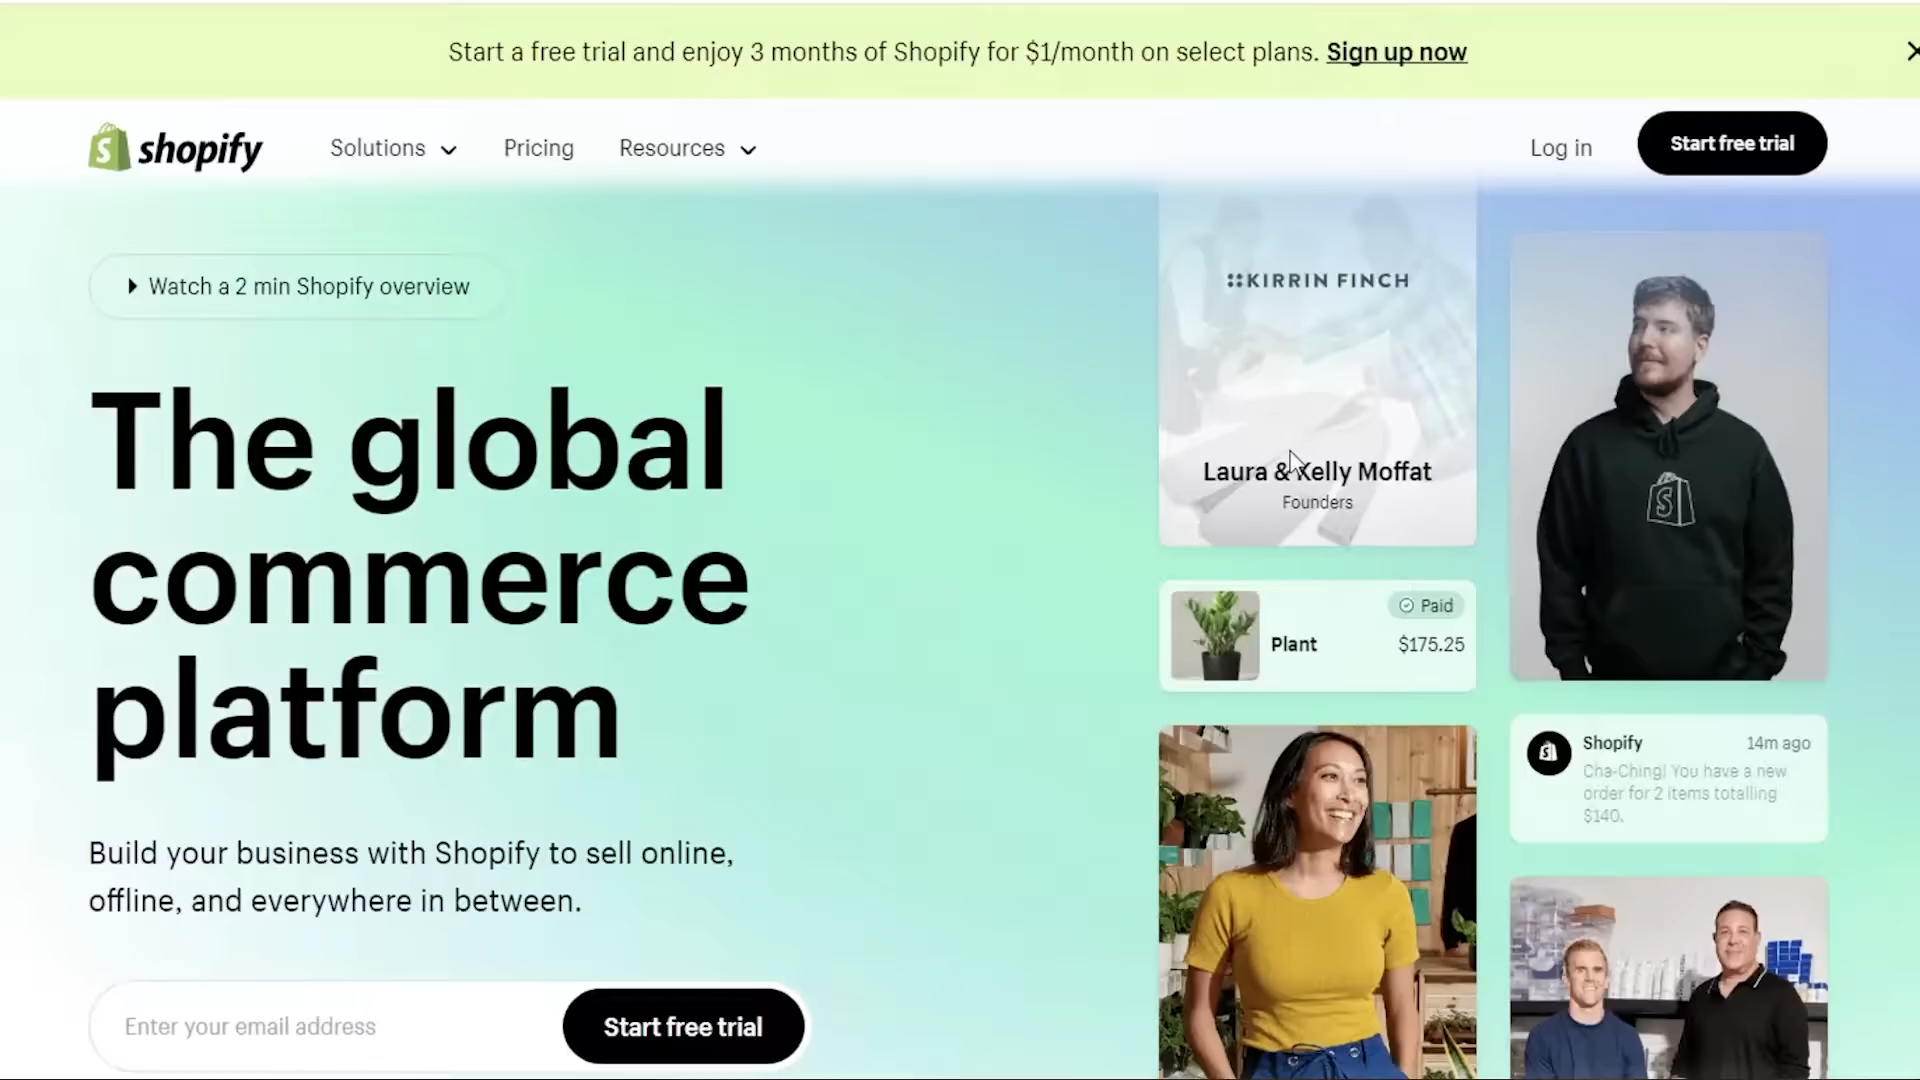 Start a free trial and enjoy 3 months of Shopify for $1/month on select plans. Sign up now
shopify
Solutions
Pricing
Resources
Log in
Start free trial
Watch a 2 min Shopify overview
The global
commerce
platform
Build your business with Shopify to sell online,
offline, and everywhere in between.
Enter your email address
Start free trial
KIRRIN FINCH
Laura & Kelly Moffat
Founders
Paid
Plant
$175.25
Shopify
14m ago
Cha-Ching! You have a new
order for 2 items totalling
$140.